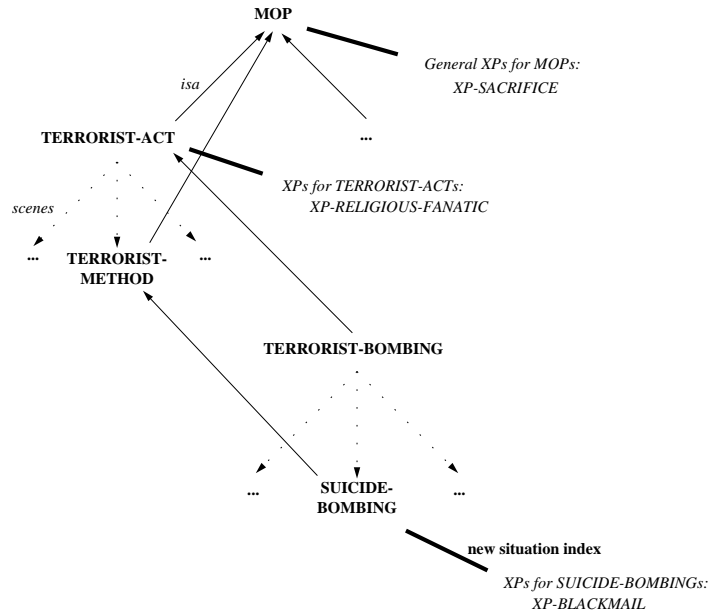 MOP
General XPs for MOPs:
XP-SACRIFICE
isa
TERRORIST-ACT
...
XPs for TERRORIST-ACTs:
XP-RELIGIOUS-FANATIC
scenes
...
TERRORIST-
METHOD
...
TERRORIST-BOMBING
...
SUICIDE-
BOMBING
...
new situation index
XPs for SUICIDE-BOMBINGs:
XP-BLACKMAIL